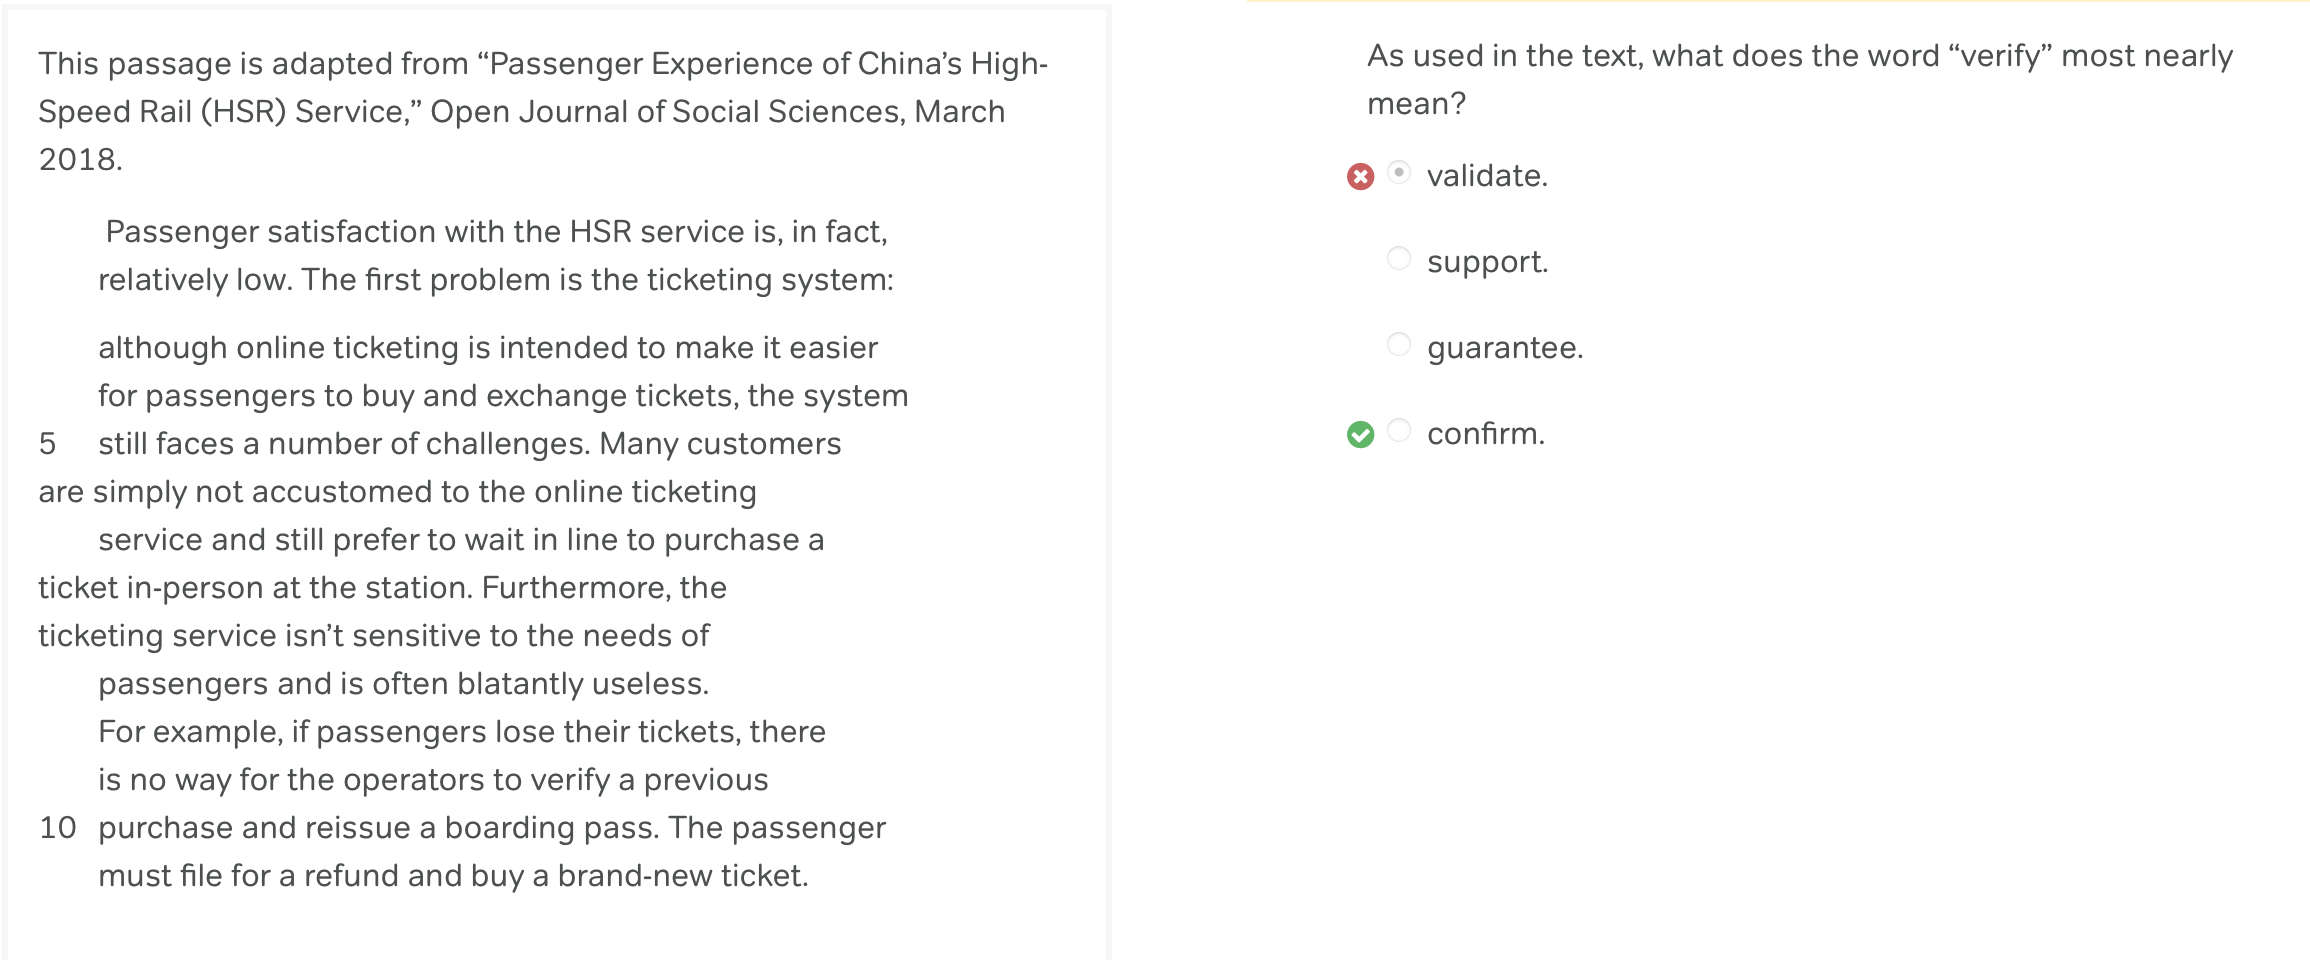 This passage is adapted from “Passenger Experience of China’s High-
Speed Rail (HSR) Service,” Open Journal of Social Sciences, March
2018.
Passenger satisfaction with the HSR service is, in fact,
relatively low. The first problem is the ticketing system:
although online ticketing is intended to make it easier
for passengers to buy and exchange tickets, the system
5 still faces a number of challenges. Many customers
are simply not accustomed to the online ticketing
service and still prefer to wait in line to purchase a
ticket in-person at the station. Furthermore, the
ticketing service isn’t sensitive to the needs of
passengers and is often blatantly useless.
For example, if passengers lose their tickets, there
is no way for the operators to verify a previous
10 purchase and reissue a boarding pass. The passenger
must file for a refund and buy a brand-new ticket.
As used in the text, what does the word “verify” most nearly
mean?
validate.
support.
guarantee.
confirm.